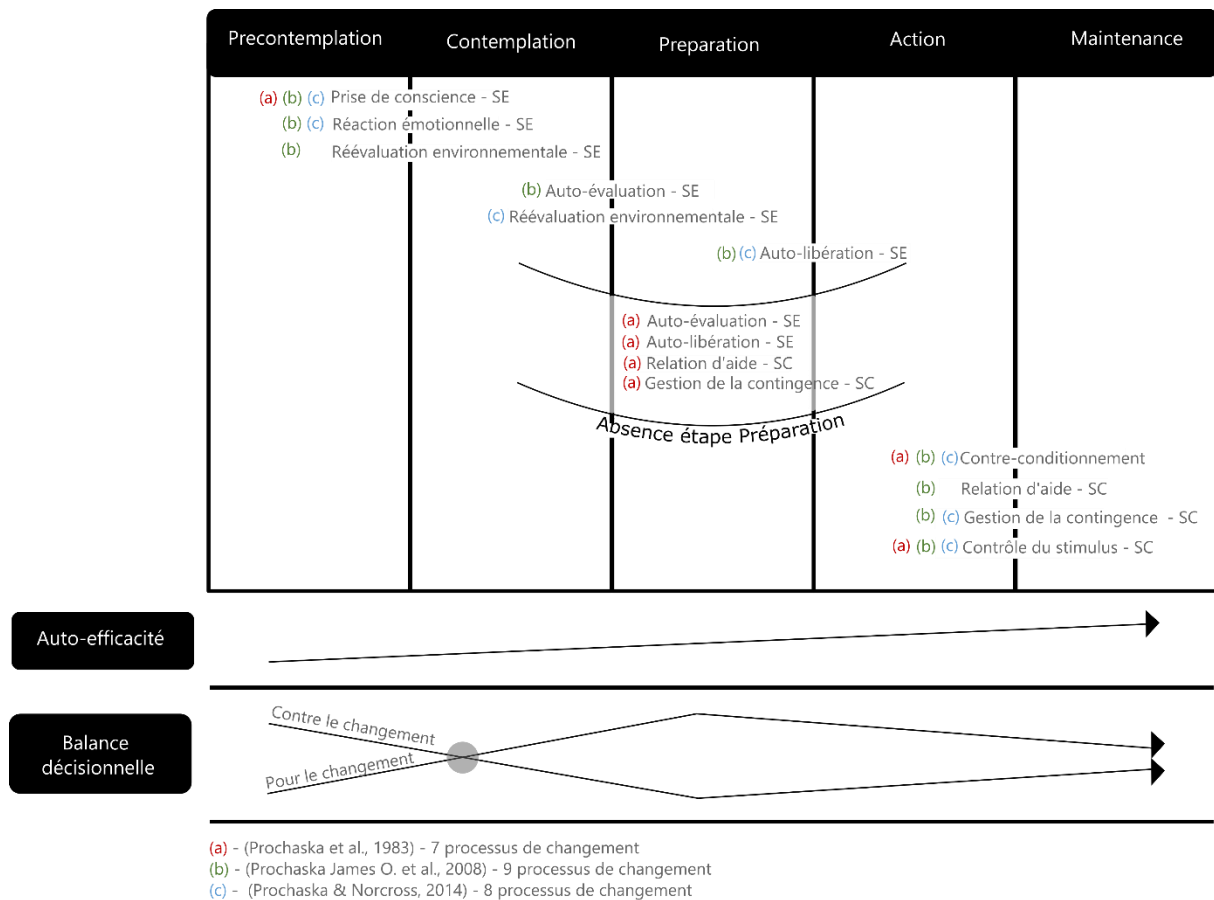 Precontemplation Contemplation Preparation Action Maintenance
(a) (b) (c) Prise de conscience - SE
(b) (c) Réaction émotionnelle - SE
(b) Réévaluation environnementale - SE
(b) Auto-évaluation - SE
(c) Réévaluation environnementale - SE
(b) (c) Auto-libération - SE
(a) Auto-évaluation - SE
(a) Auto-libération - SE
(a) Relation d'aide - SC
(a) Gestion de la contingence - SC
Absence étape Préparation
(a) (b) (c) Contre-conditionnement
(b) Relation d'aide - SC
(b) (c) Gestion de la contingence - SC
(a) (b) (c) Contrôle du stimulus - SC
Auto-efficacité
Balance
décisionnelle
Contre le changement
Pour le changement
(a) - (Prochaska et al., 1983) - 7 processus de changement
(b) - (Prochaska James O. et al., 2008) - 9 processus de changement
(c) - (Prochaska & Norcross, 2014) - 8 processus de changement